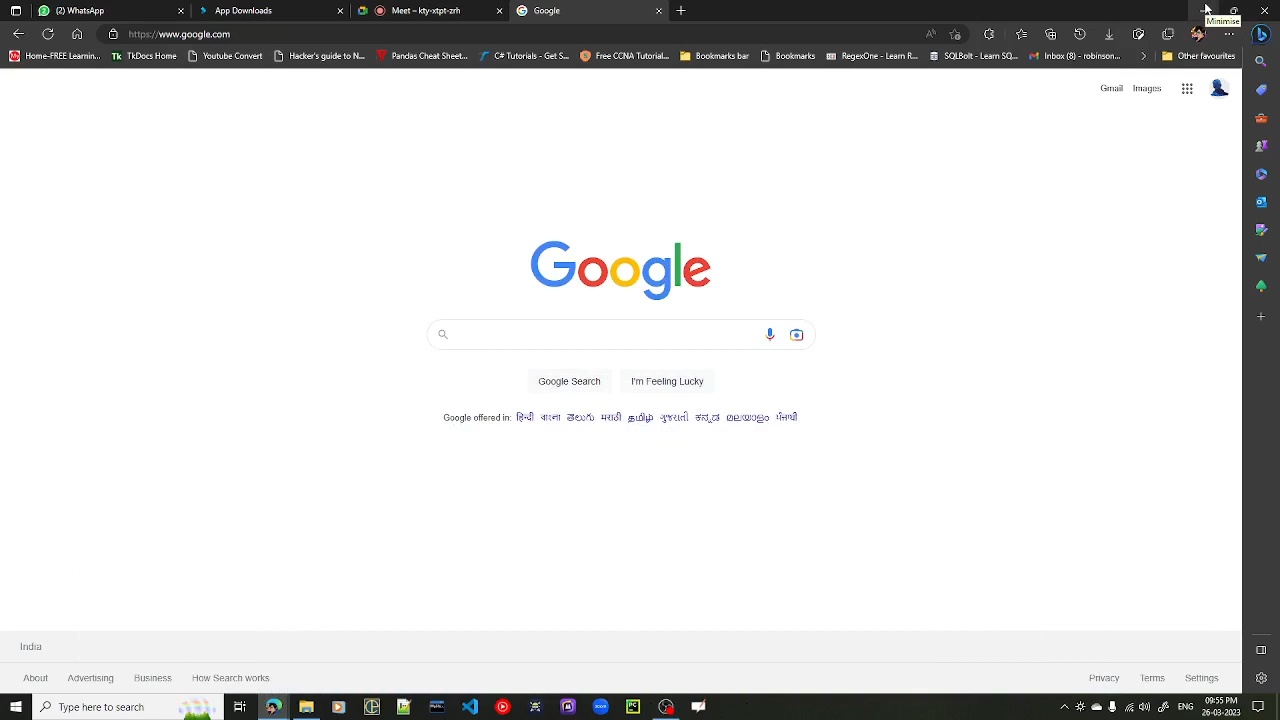 (2) WhatsApp
App Downloads
Meet – kty-xtpt-zrh
Google
Minimise
https://www.google.com
Home-FREE Learnin...
TkDocs Home
Youtube Convert
Hacker's guide to N...
Pandas Cheat Sheet...
C# Tutorials - Get S...
Free CCNA Tutorial...
Bookmarks bar
Bookmarks
RegexOne - Learn R...
SQLBolt - Learn SQ...
Inbox (8) - robinson...
Other favourites
Gmail Images
Google
Google Search
I'm Feeling Lucky
Google offered in: हिन्दी বাংলা తెలుగు मराठी தமிழ் ગુજરાતી ಕನ್ನಡ മലയാളം ਪੰਜਾਬੀ
India
About Advertising Business How Search works
Privacy Terms Settings
Type here to search
ENG
09:55 PM
26-03-2023